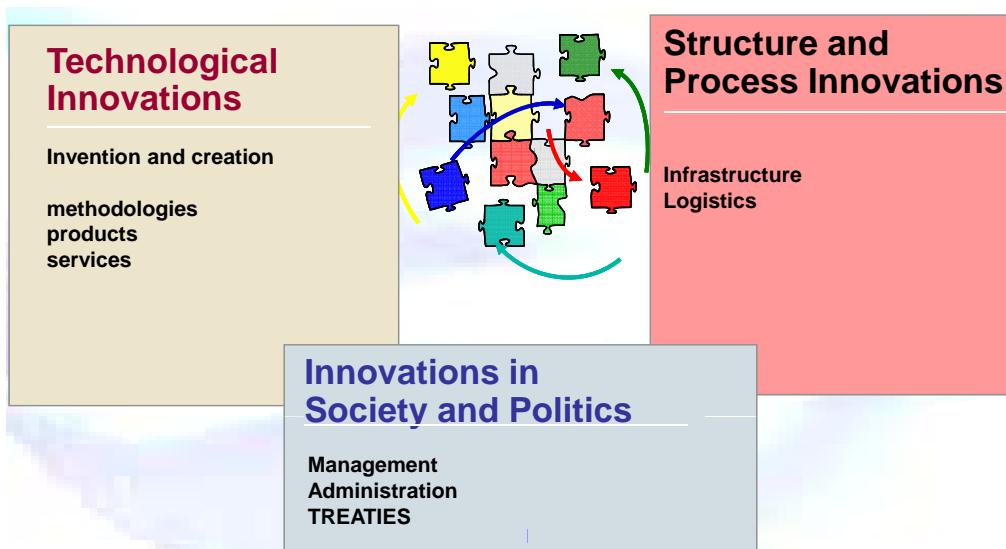 Technological
Innovations
Invention and creation
methodologies
products
services
Structure and
Process Innovations
Infrastructure
Logistics
Innovations in
Society and Politics
Management
Administration
TREATIES